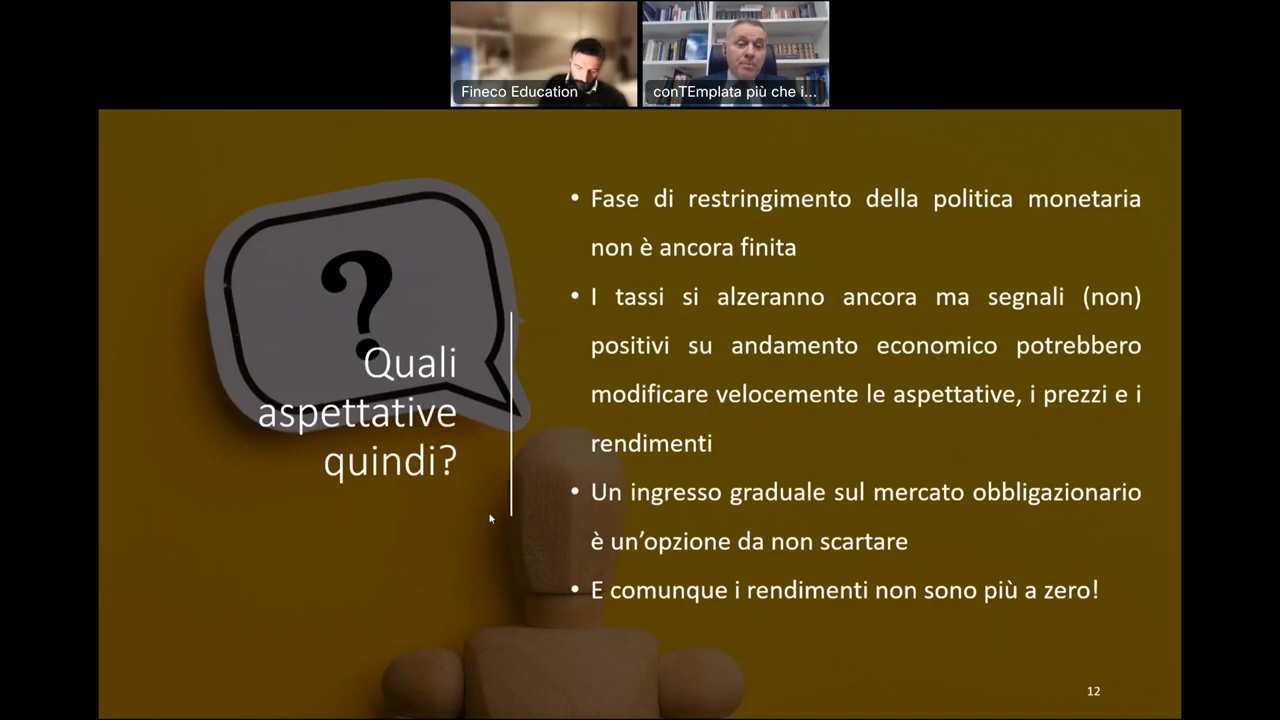 Fineco Education
conTEmplata più che i...
?
Quali
aspettative
quindi?
• Fase di restringimento della politica monetaria
non è ancora finita
• I tassi si alzeranno ancora ma segnali (non)
positivi su andamento economico potrebbero
modificare velocemente le aspettative, i prezzi e i
rendimenti
• Un ingresso graduale sul mercato obbligazionario
è un’opzione da non scartare
• E comunque i rendimenti non sono più a zero!
12